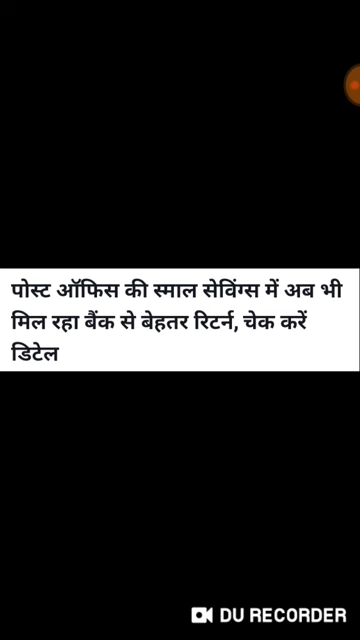 पोस्ट ऑफिस की स्माल सेविंग्स में अब भी
मिल रहा बैंक से बेहतर रिटर्न, चेक करें
डिटेल
DU RECORDER